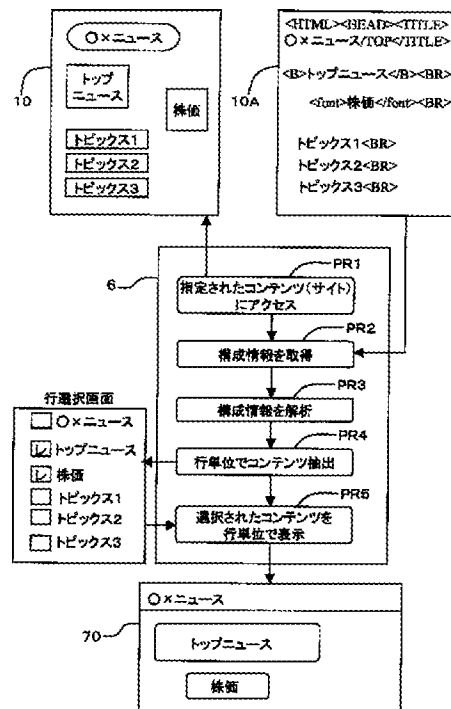 ○×ニュース
トップ
ニュース
株価
トピックス1
トピックス2
トピックス3
10
<HTML><HEAD><TITLE>
○×ニュース/TOP</TITLE>
<B>トップニュース</B><BR>
<font>株価</font><BR>
トピックス1<BR>
トピックス2<BR>
トピックス3<BR>
10A
6
PR1
指定されたコンテンツ(サイト)
にアクセス
PR2
構成情報を取得
PR3
構成情報を解析
PR4
行単位でコンテンツ抽出
PR5
選択されたコンテンツを
行単位で表示
行選択画面
○×ニュース
トップニュース
株価
トピックス1
トピックス2
トピックス3
70
○×ニュース
トップニュース
株価